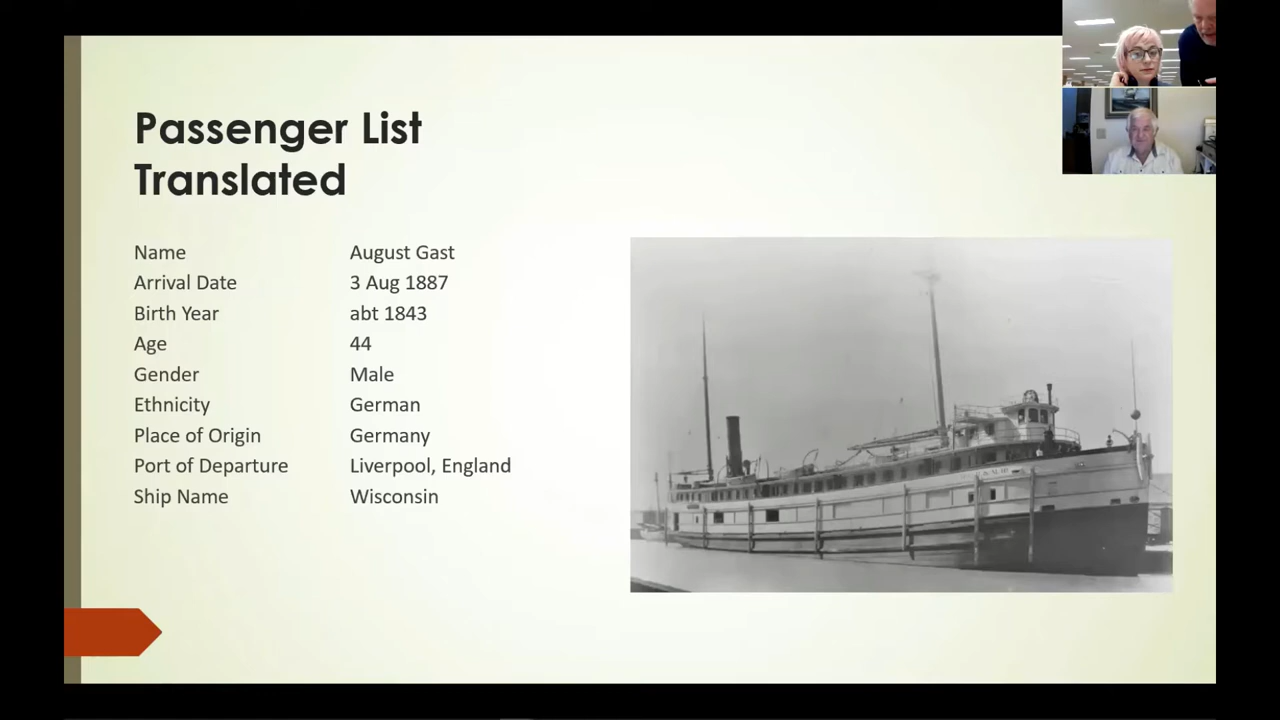 Passenger List
Translated
Name August Gast
Arrival Date 3 Aug 1887
Birth Year abt 1843
Age 44
Gender Male
Ethnicity German
Place of Origin Germany
Port of Departure Liverpool, England
Ship Name Wisconsin